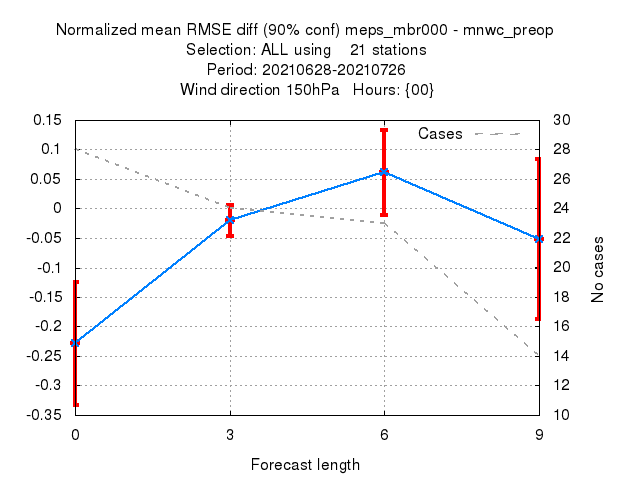 Normalized mean RMSE diff (90% conf) meps_mbr000 - mnwc_preop
Selection: ALL using    21 stations
Period: 20210628-20210726
Wind direction 150hPa   Hours: {00}
Cases
0.15
0.1
0.05
0
-0.05
-0.1
-0.15
-0.2
-0.25
-0.3
-0.35
30
28
26
24
22
20
18
16
14
12
10
No cases
0 3 6 9
Forecast length